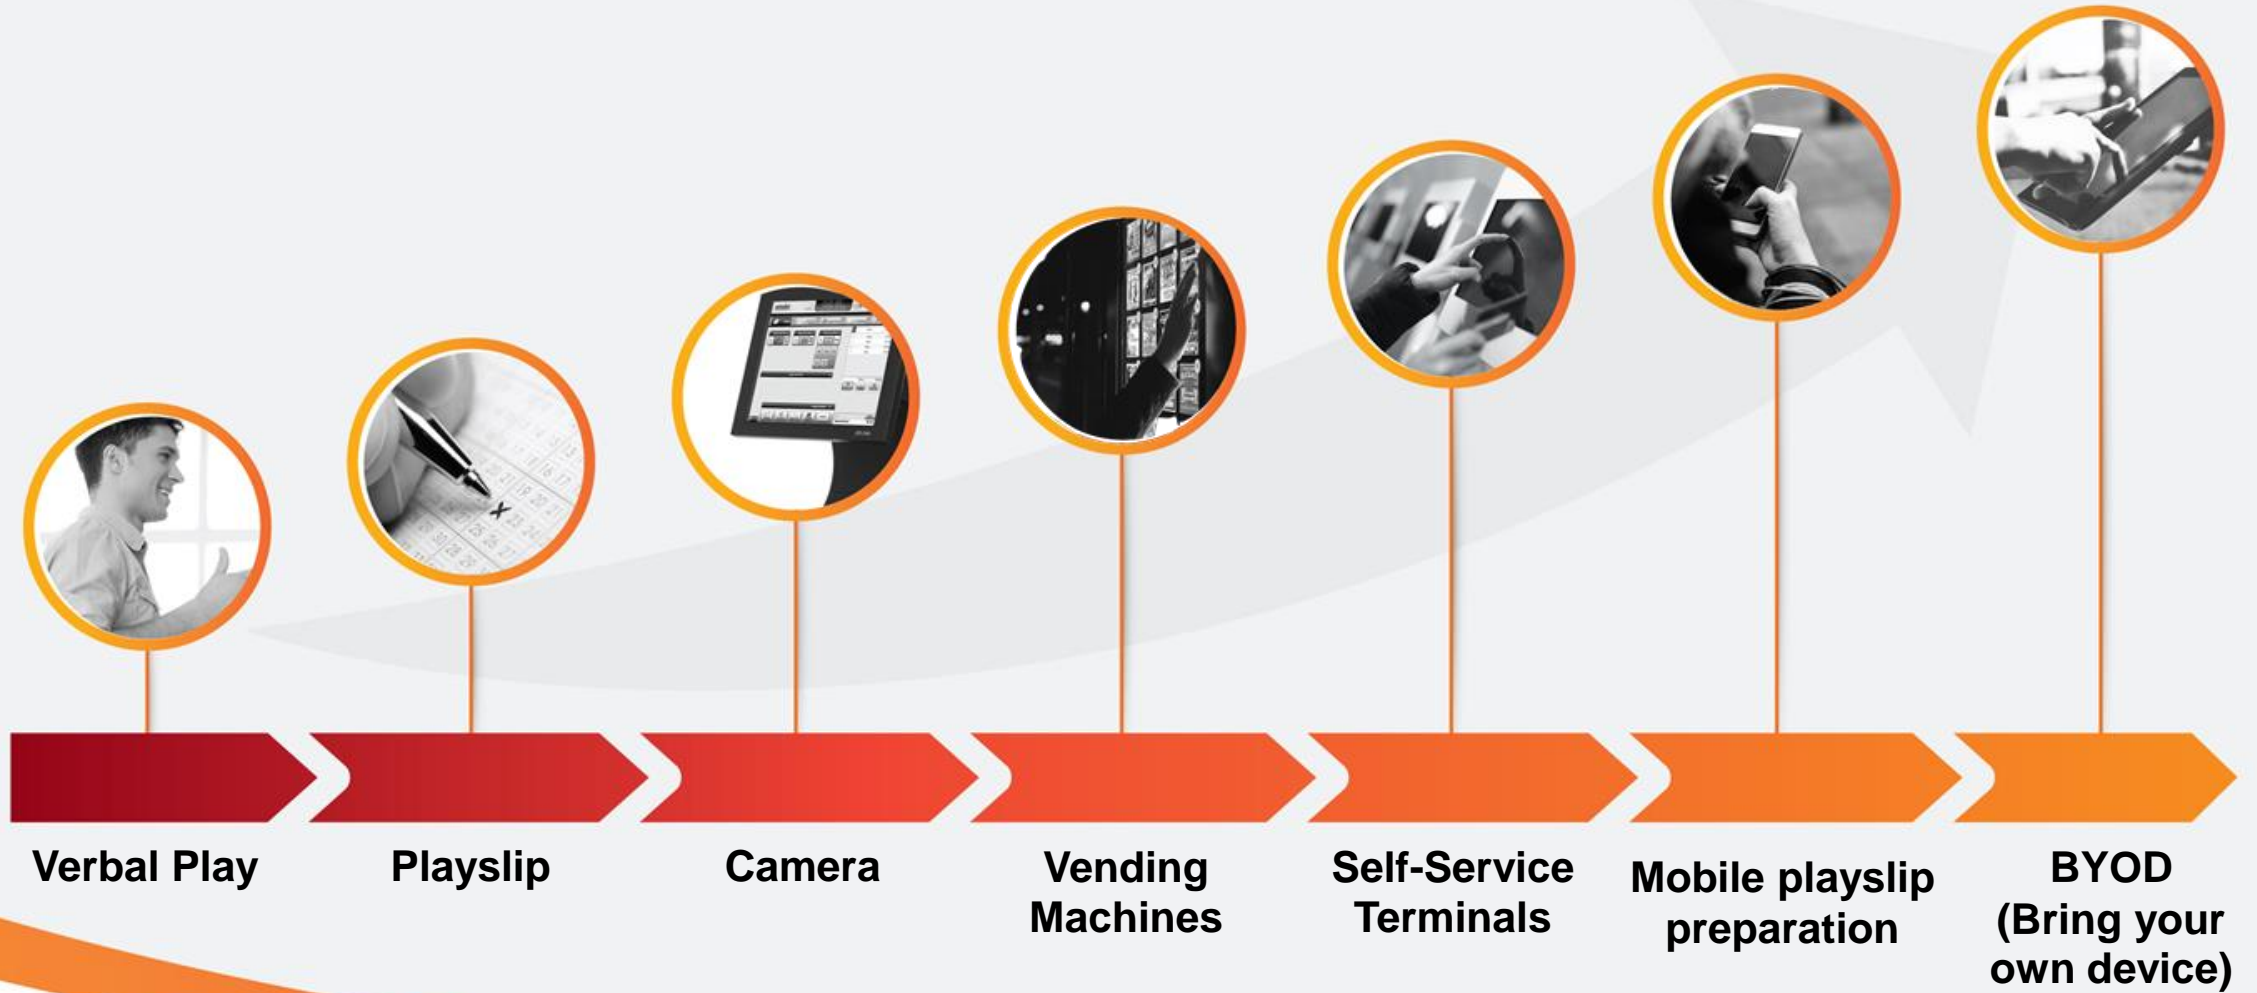 Verbal Play
Playslip
Camera
Vending
Machines
Self-Service
Terminals
Mobile playslip
preparation
BYOD
(Bring your
own device)